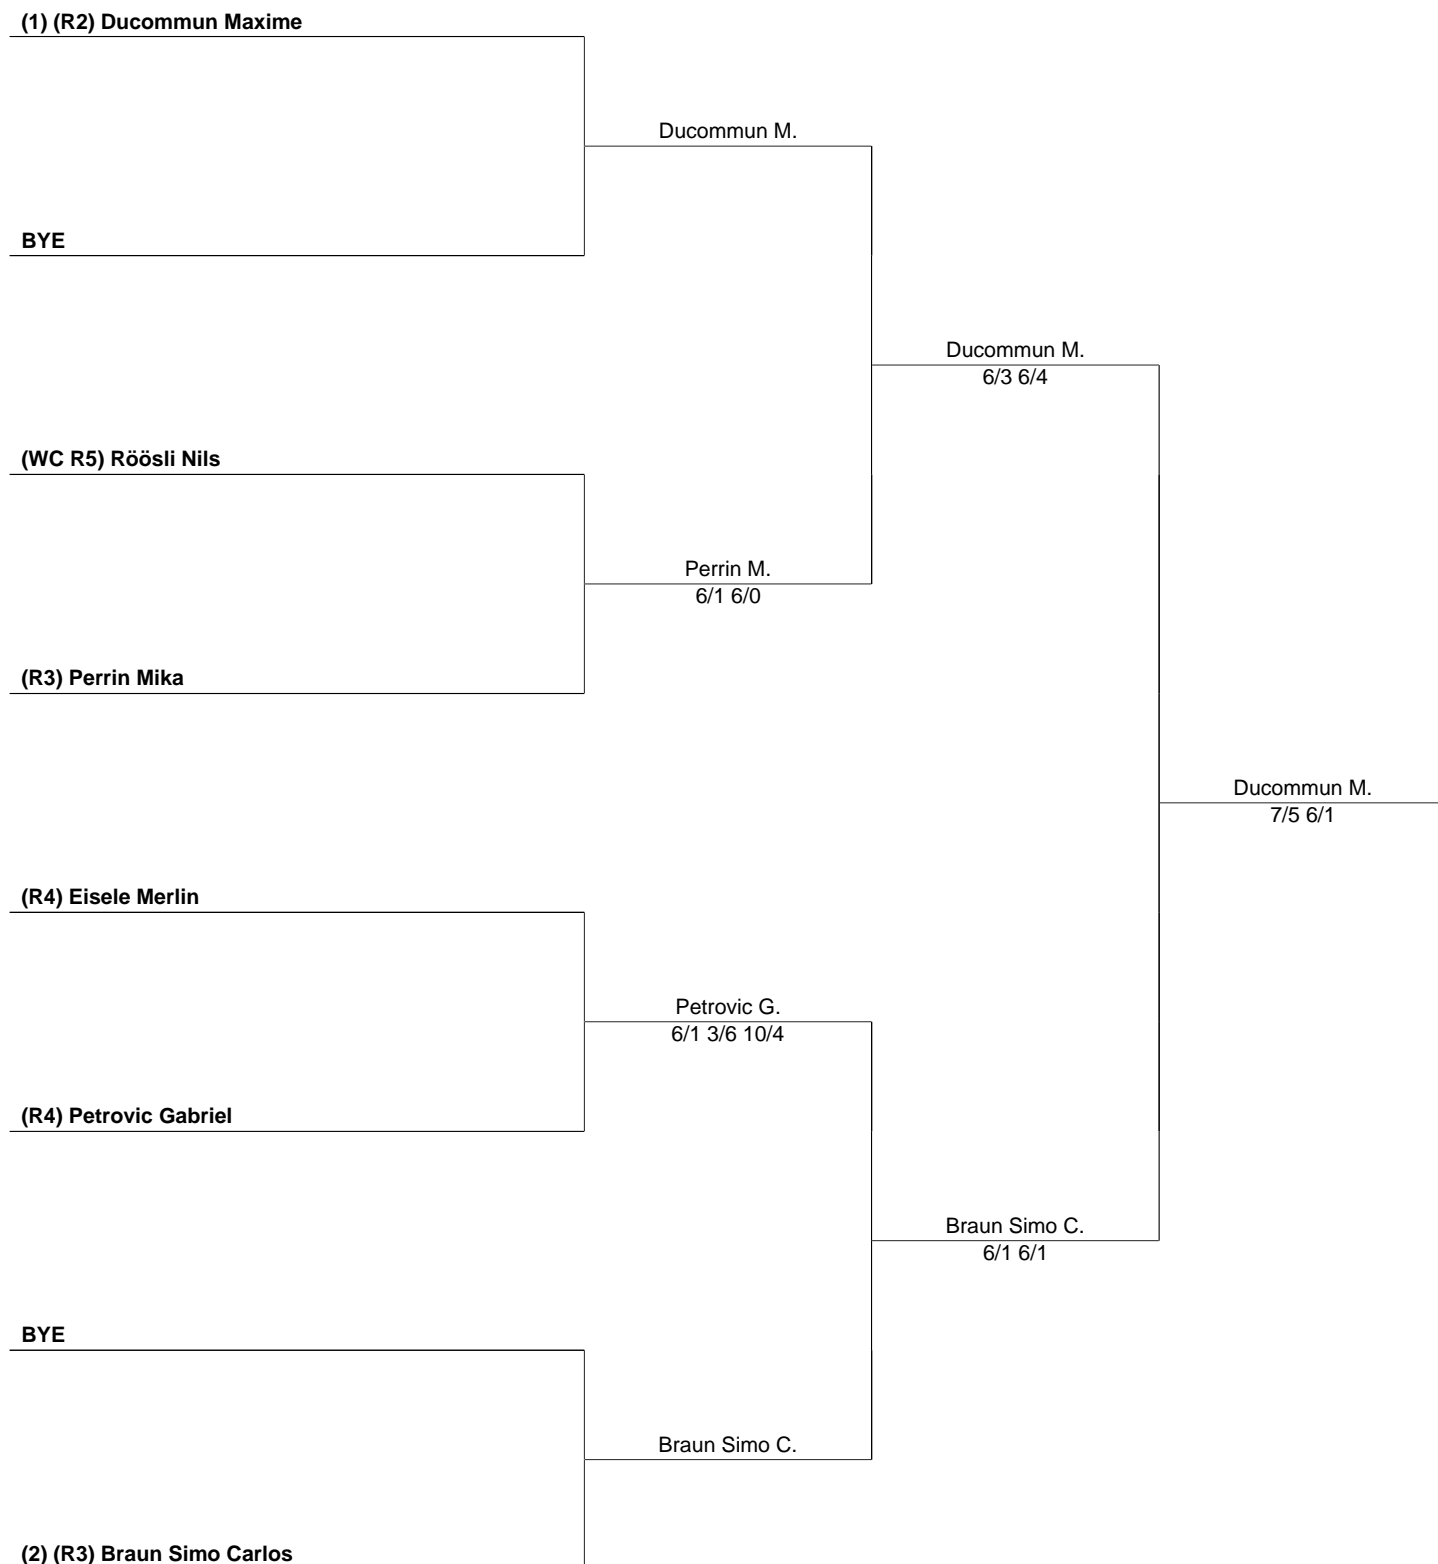 (1) (R2) Ducommun Maxime
Ducommun M.
BYE
Ducommun M.
6/3 6/4
(WC R5) Röösli Nils
Perrin M.
6/1 6/0
(R3) Perrin Mika
Ducommun M.
7/5 6/1
(R4) Eisele Merlin
Petrovic G.
6/1 3/6 10/4
(R4) Petrovic Gabriel
Braun Simo C.
6/1 6/1
BYE
Braun Simo C.
(2) (R3) Braun Simo Carlos